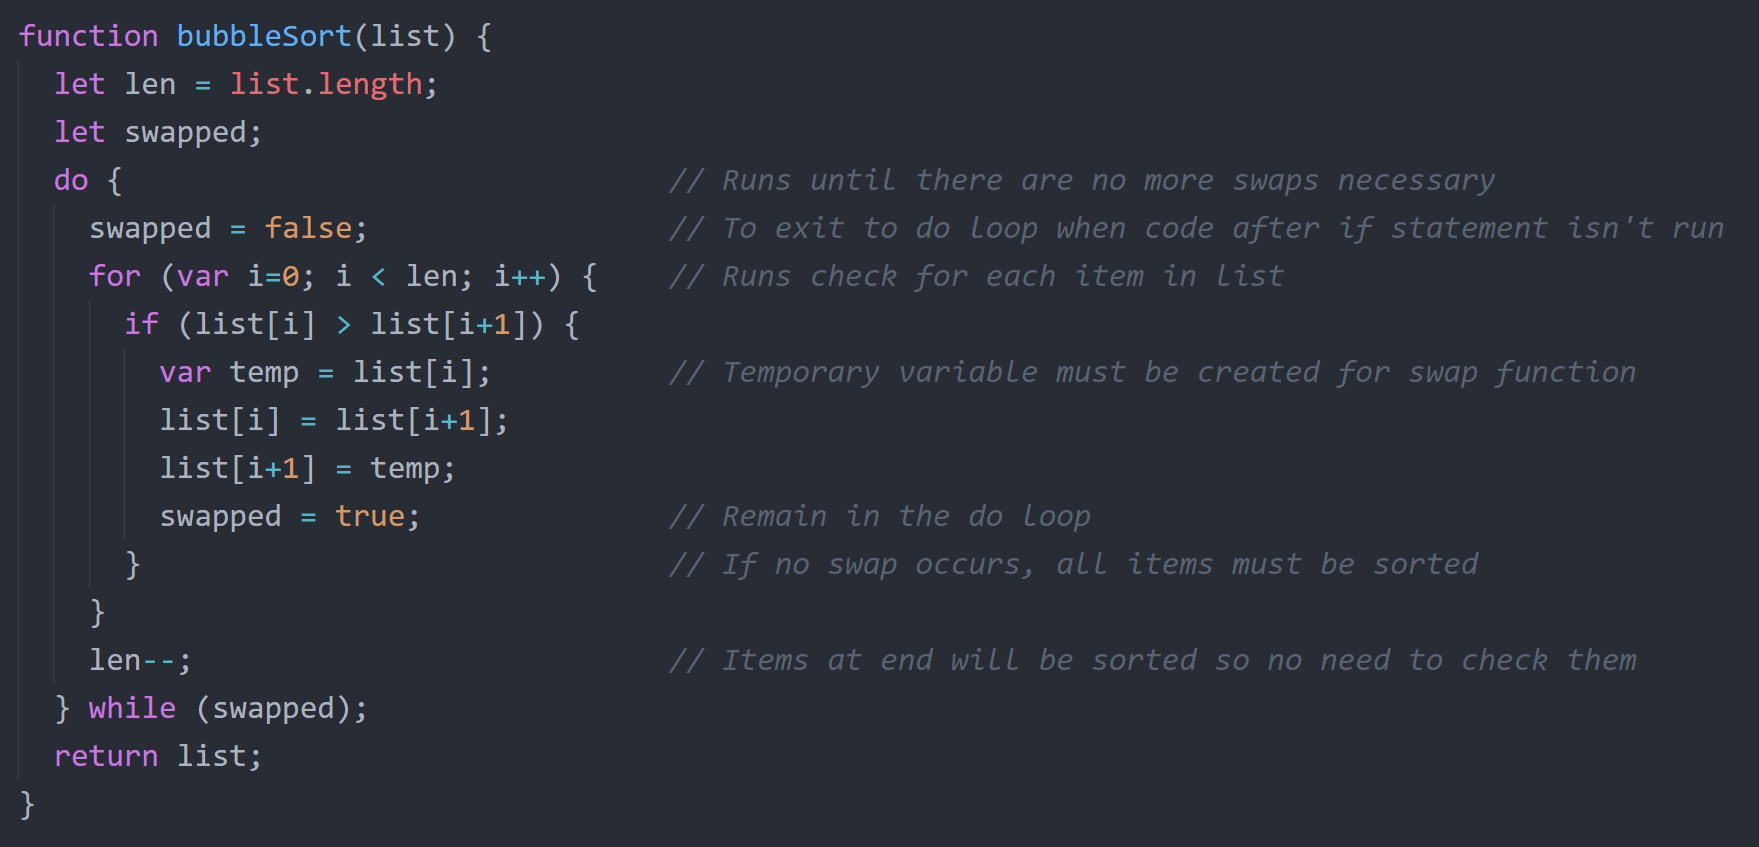 function bubbleSort(list) {
  let len = list.length;
  let swapped;
  do {                               // Runs until there are no more swaps necessary
    swapped = false;                 // To exit to do loop when code after if statement isn't run
    for (var i=0; i < len; i++) {    // Runs check for each item in list
      if (list[i] > list[i+1]) {
        var temp = list[i];          // Temporary variable must be created for swap function
        list[i] = list[i+1];
        list[i+1] = temp;
        swapped = true;              // Remain in the do loop
      }                              // If no swap occurs, all items must be sorted
    }
    len--;                           // Items at end will be sorted so no need to check them
  } while (swapped);
  return list;
}